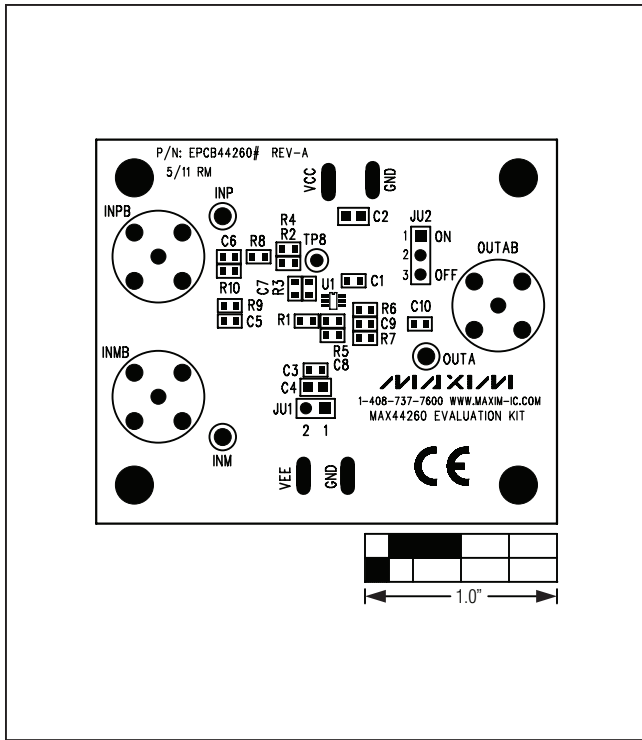 P/N: EPCB44260# REV-A
5/11 RM
VCC
GND
INP
INPB
C2
JU2
R4
R2
TP8
1 ON
2
3 OFF
C6
R8
OUTAB
R10
C7
R3
U1
C1
R9
C5
R1
R6
C9
R7
C10
R5
C8
INMB
OUTA
C3
C4
MAXIM
JU1
1-408-737-7600 WWW.MAXIM-IC.COM
2 1
MAX44260 EVALUATION KIT
INM
VEE
GND
CE
1.0”